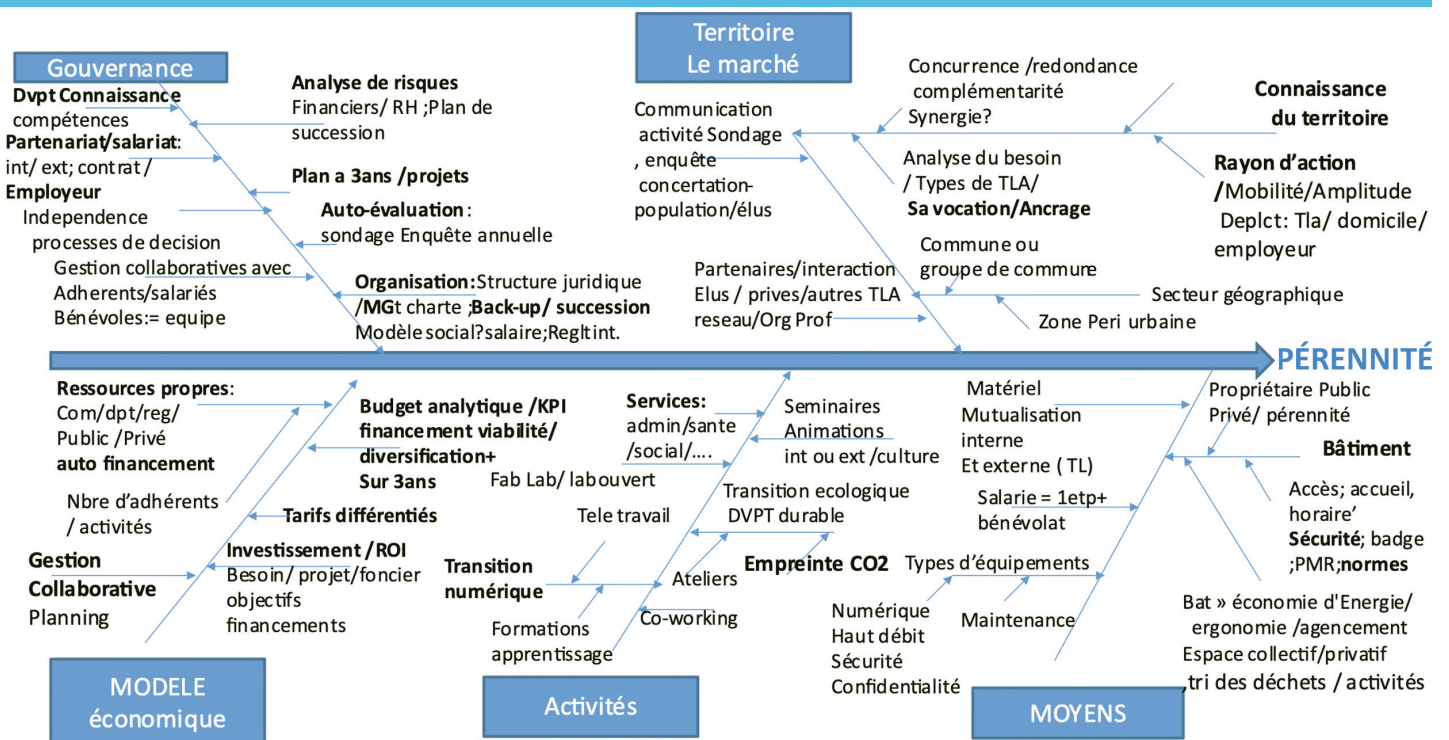 Gouvernance
Dvpt Connaissance
compétences
Partenariat/salariat:
int/ ext; contrat /
Employeur
Independence
processes de decision
Gestion collaboratives avec
Adherents/salariés
Bénévoles:= equipe
Analyse de risques
Financiers/ RH ;Plan de
succession
Plan a 3ans /projets
Auto-évaluation :
sondage Enquête annuelle
Organisation:Structure juridique
/MGt charte ;Back-up/ succession
Modèle social?salaire;Reglt int.
Territoire
Le marché
Communication
activité Sondage
, enquête
concertation-
population/élus
Concurrence /redondance
complémentarité
Synergie?
Connaissance
du territoire
Analyse du besoin
/ Types de TLA/
Sa vocation/Ancrage
Rayon d'action
/Mobilité/Amplitude
Deplct: Tla/ domicile/
employeur
Partenaires/interaction
Elus / prives/autres TLA
reseau/Org Prof
Commune ou
groupe de commune
Secteur géographique
Zone Peri urbaine
PÉRENNITÉ
Ressources propres:
Com/dpt/reg/
Public /Privé
auto financement
Nbre d'adhérents
/ activités
Gestion
Collaborative
Planning
Budget analytique /KPI
financement viabilité/
diversification+
Sur 3ans
Tarifs différentiés
Investissement /ROI
Besoin/ projet/foncier
objectifs
financements
MODELE
économique
Services:
admin/sante
/social/....
Fab Lab/ labouvert
Tele travail
Transition
numérique
Formations
apprentissage
Seminaires
Animations
int ou ext /culture
Transition ecologique
DVPT durable
Empreinte CO2
Ateliers
Co-working
Activités
Matériel
Mutualisation
interne
Et externe ( TL)
Salarie = 1etp+
bénévolat
Types d'équipements
Numérique
Haut débit
Sécurité
Confidentialité
Maintenance
Propriétaire Public
Privé/ pérennité
Bâtiment
Accès; accueil,
horaire'
Sécurité; badge
;PMR;normes
Bat » économie d'Energie/
ergonomie /agencement
Espace collectif/privatif
,tri des déchets / activités
MOYENS